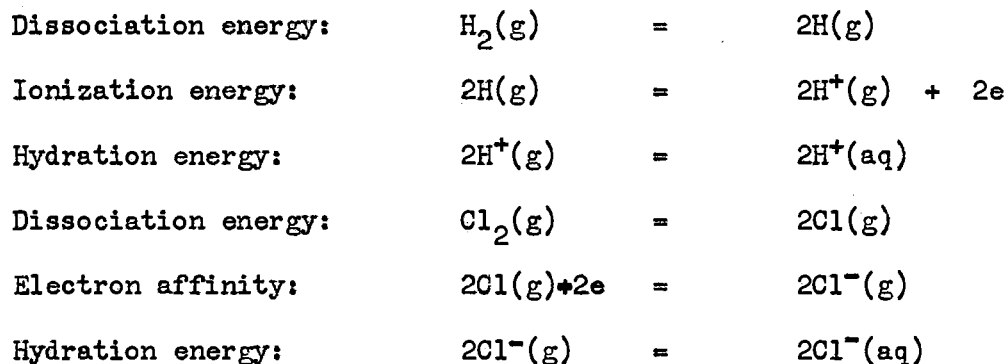 Dissociation energy: H₂(g) = 2H(g)
Ionization energy: 2H(g) = 2H⁺(g) + 2e
Hydration energy: 2H⁺(g) = 2H⁺(aq)
Dissociation energy: Cl₂(g) = 2Cl(g)
Electron affinity: 2Cl(g)+2e = 2Cl⁻(g)
Hydration energy: 2Cl⁻(g) = 2Cl⁻(aq)